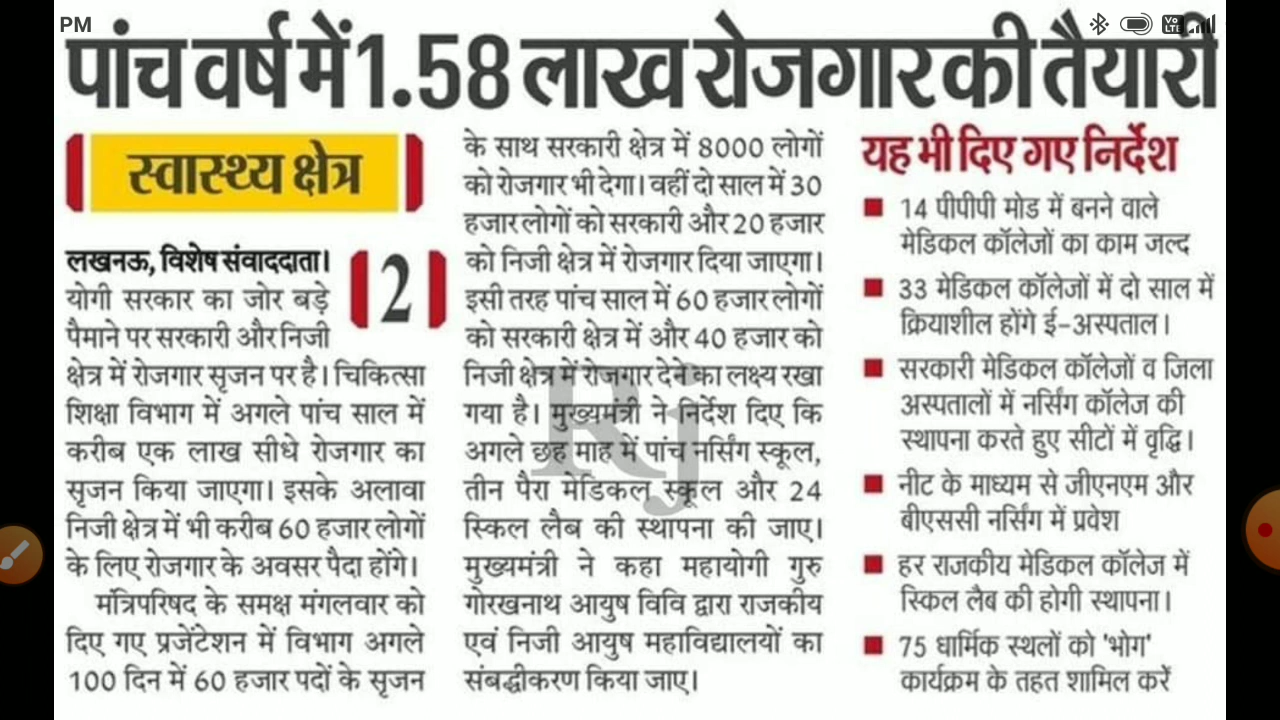 PM
पांच वर्ष में 1.58 लाख रोजगार की तैयारी
स्वास्थ्य क्षेत्र
लखनऊ, विशेष संवाददाता।
योगी सरकार का जोर बड़े
पैमाने पर सरकारी और निजी
2
क्षेत्र में रोजगार सृजन पर है। चिकित्सा
शिक्षा विभाग में अगले पांच साल में
करीब एक लाख सीधे रोजगार का
सृजन किया जाएगा। इसके अलावा
निजी क्षेत्र में भी करीब 60 हजार लोगों
के लिए रोजगार के अवसर पैदा होंगे।
मंत्रिपरिषद् के समक्ष मंगलवार को
दिए गए प्रजेंटेशन में विभाग अगले
100 दिन में 60 हजार पदों के सृजन
के साथ सरकारी क्षेत्र में 8000 लोगों
को रोजगार भी देगा। वहीं दो साल में 30
हजार लोगों को सरकारी और 20 हजार
को निजी क्षेत्र में रोजगार दिया जाएगा।
इसी तरह पांच साल में 60 हजार लोगों
को सरकारी क्षेत्र में और 40 हजार को
निजी क्षेत्र में रोजगार देने का लक्ष्य रखा
गया है। मुख्यमंत्री ने निर्देश दिए कि
अगले छह माह में पांच नर्सिंग स्कूल,
तीन पैरा मेडिकल स्कूल और 24
स्किल लैब की स्थापना की जाए।
मुख्यमंत्री ने कहा महायोगी गुरु
गोरखनाथ आयुष विवि द्वारा राजकीय
एवं निजी आयुष महाविद्यालयों का
संबद्धीकरण किया जाए।
Rj
यह भी दिए गए निर्देश
14 पीपीपी मोड में बनने वाले
मेडिकल कॉलेजों का काम जल्द
33 मेडिकल कॉलेजों में दो साल में
क्रियाशील होंगे ई-अस्पताल।
सरकारी मेडिकल कॉलेजों व जिला
अस्पतालों में नर्सिंग कॉलेज की
स्थापना करते हुए सीटों में वृद्धि।
नीट के माध्यम से जीएनएम और
बीएससी नर्सिंग में प्रवेश
हर राजकीय मेडिकल कॉलेज में
स्किल लैब की होगी स्थापना।
75 धार्मिक स्थलों को 'भोग'
कार्यक्रम के तहत शामिल करें